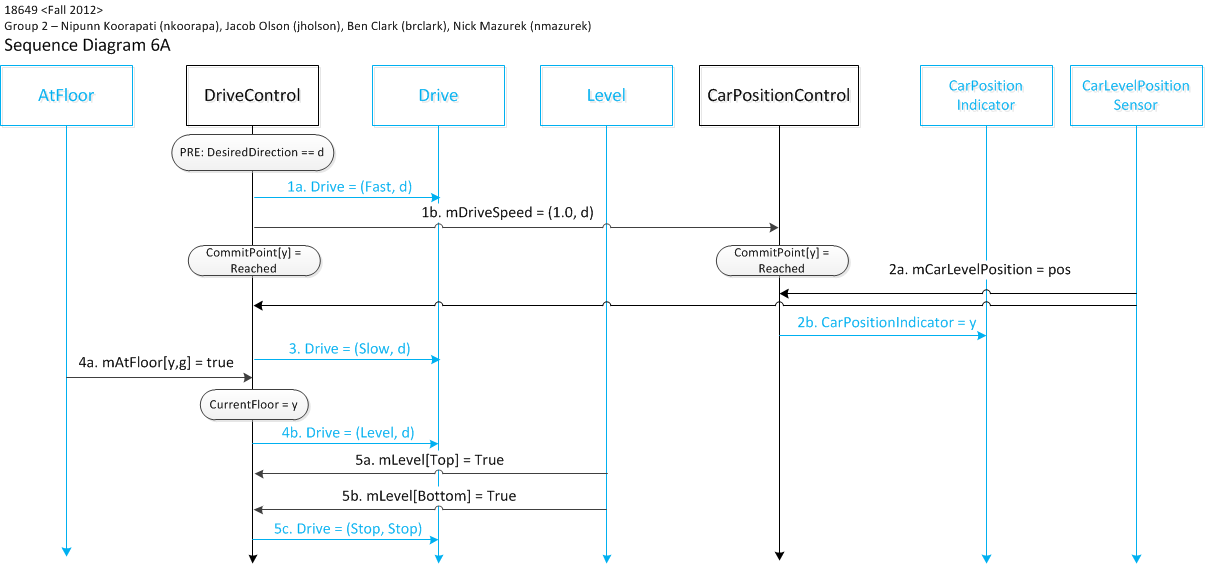 18649 <Fall 2012>
Group 2 – Nipunn Koorapati (nkoorapa), Jacob Olson (jholson), Ben Clark (brclark), Nick Mazurek (nmazurek)
Sequence Diagram 6A
AtFloor
DriveControl
Drive
Level
CarPositionControl
CarPosition
Indicator
CarLevelPosition
Sensor
PRE: DesiredDirection == d
1a. Drive = (Fast, d)
1b. mDriveSpeed = (1.0, d)
CommitPoint[y] =
Reached
CommitPoint[y] =
Reached
2a. mCarLevelPosition = pos
2b. CarPositionIndicator = y
3. Drive = (Slow, d)
4a. mAtFloor[y,g] = true
CurrentFloor = y
4b. Drive = (Level, d)
5a. mLevel[Top] = True
5b. mLevel[Bottom] = True
5c. Drive = (Stop, Stop)